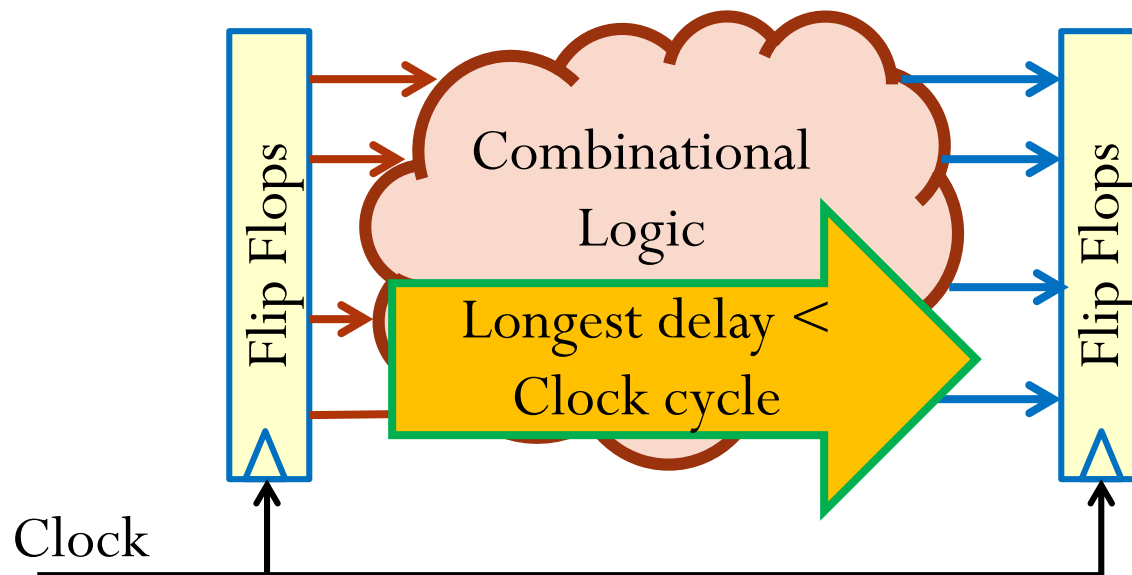 Flip Flops
Combinational
Logic
Longest delay <
Clock cycle
Flip Flops
Clock